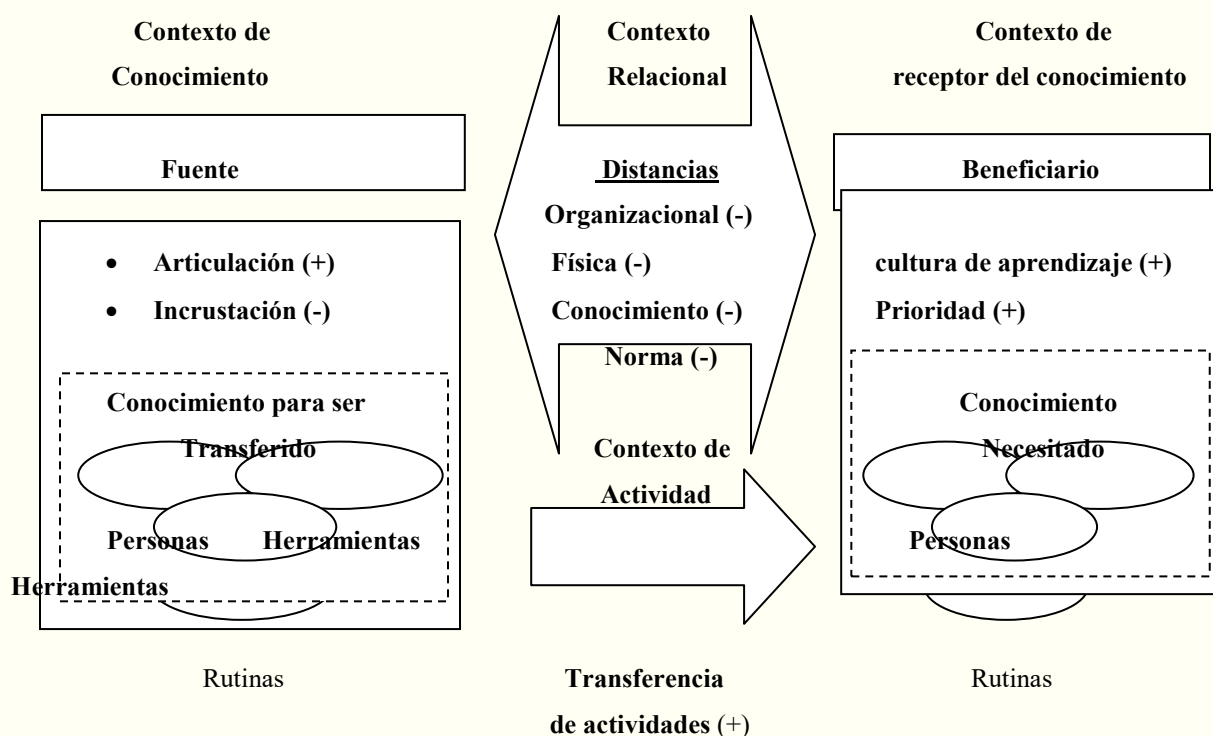 Contexto de
Conocimiento
Fuente
• Articulación (+)
• Incrustación (-)
Conocimiento para ser
Transferido
Personas Herramientas
Herramientas
Rutinas
Contexto
Relacional
Distancias
Organizacional (-)
Física (-)
Conocimiento (-)
Norma (-)
Contexto de
Actividad
Transferencia
de actividades (+)
Contexto de
receptor del conocimiento
Beneficiario
cultura de aprendizaje (+)
Prioridad (+)
Conocimiento
Necesitado
Personas
Rutinas